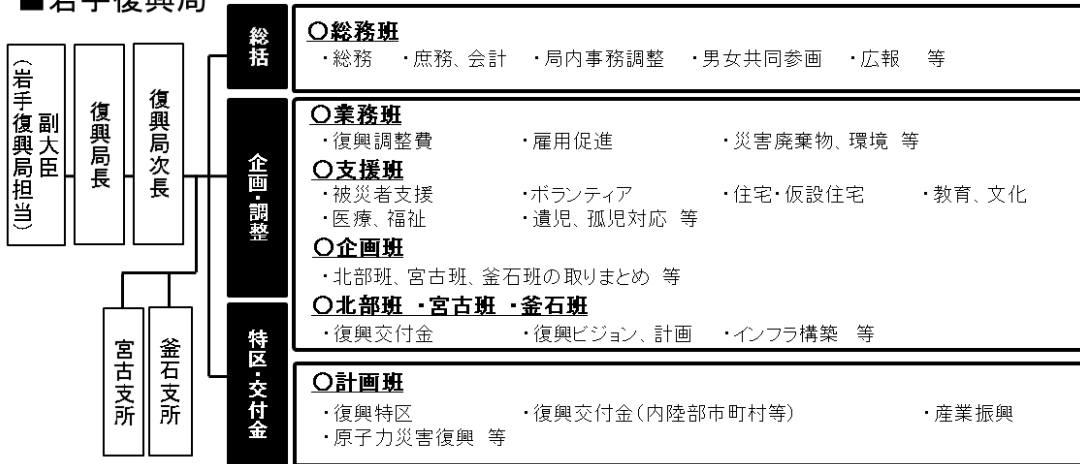 ■岩手復興局
副大臣
(岩手復興局担当)
復興局長
復興局次長
宮古支所
釜石支所
総括
○総務班
・総務 ・庶務、会計 ・局内事務調整 ・男女共同参画 ・広報 等
企画・調整
○業務班
・復興調整費 ・雇用促進 ・災害廃棄物、環境 等
○支援班
・被災者支援 ・ボランティア ・住宅・仮設住宅 ・教育、文化
・医療、福祉 ・遺児、孤児対応 等
○企画班
・北部班、宮古班、釜石班の取りまとめ 等
○北部班 ・宮古班 ・釜石班
・復興交付金 ・復興ビジョン、計画 ・インフラ構築 等
特区・交付金
○計画班
・復興特区 ・復興交付金(内陸部市町村等) ・産業振興
・原子力災害復興 等